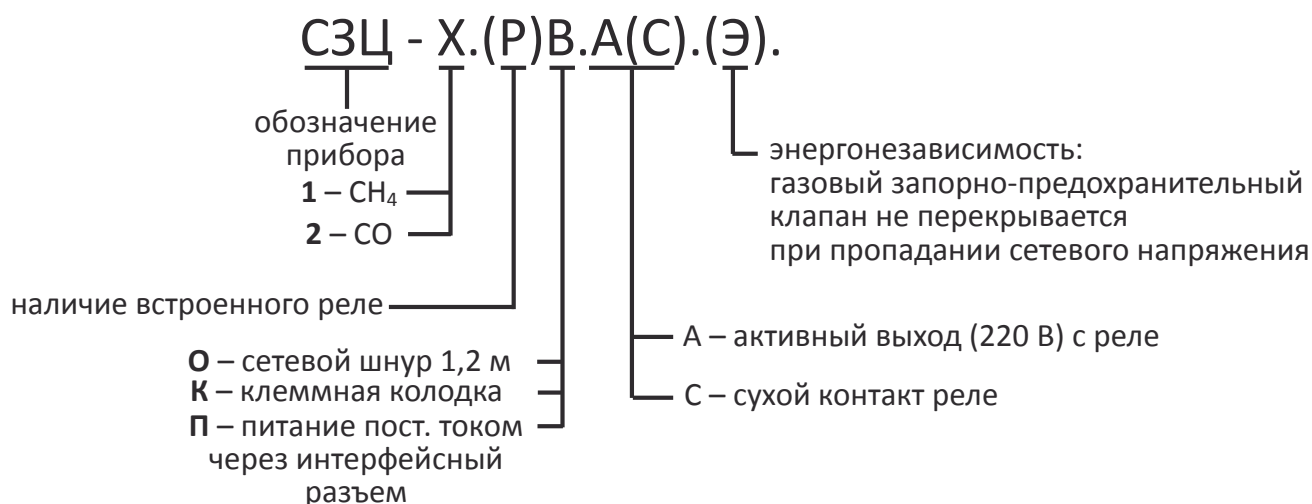 СЗЦ - Х.(Р)В.А(С).(Э).
обозначение
прибора
1 – CH₄
2 – CO
наличие встроенного реле
О – сетевой шнур 1,2 м
К – клеммная колодка
П – питание пост. током
через интерфейсный
разъем
энергонезависимость:
газовый запорно-предохранительный
клапан не перекрывается
при пропадании сетевого напряжения
А – активный выход (220 В) с реле
С – сухой контакт реле